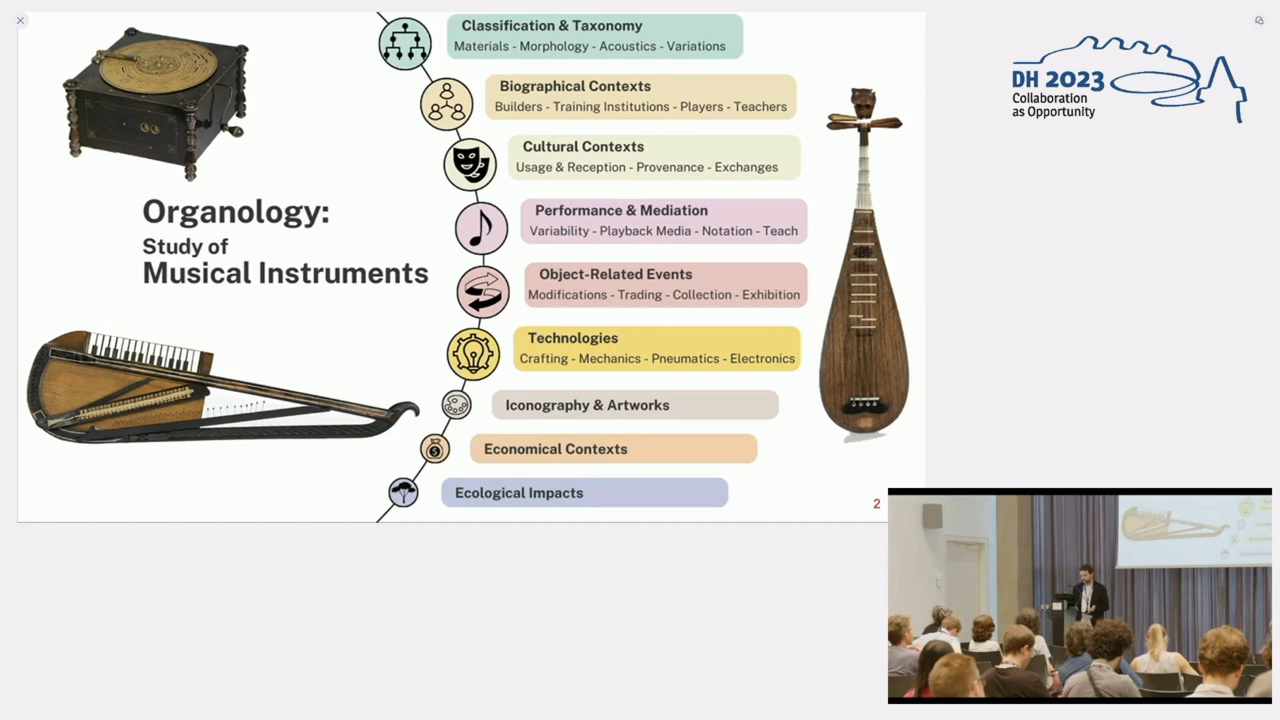 Organology:
Study of
Musical Instruments
Classification & Taxonomy
Materials - Morphology - Acoustics - Variations
Biographical Contexts
Builders - Training Institutions - Players - Teachers
Cultural Contexts
Usage & Reception - Provenance - Exchanges
Performance & Mediation
Variability - Playback Media - Notation - Teach
Object-Related Events
Modifications - Trading - Collection - Exhibition
Technologies
Crafting - Mechanics - Pneumatics - Electronics
Iconography & Artworks
Economical Contexts
Ecological Impacts
2
DH 2023
Collaboration
as Opportunity